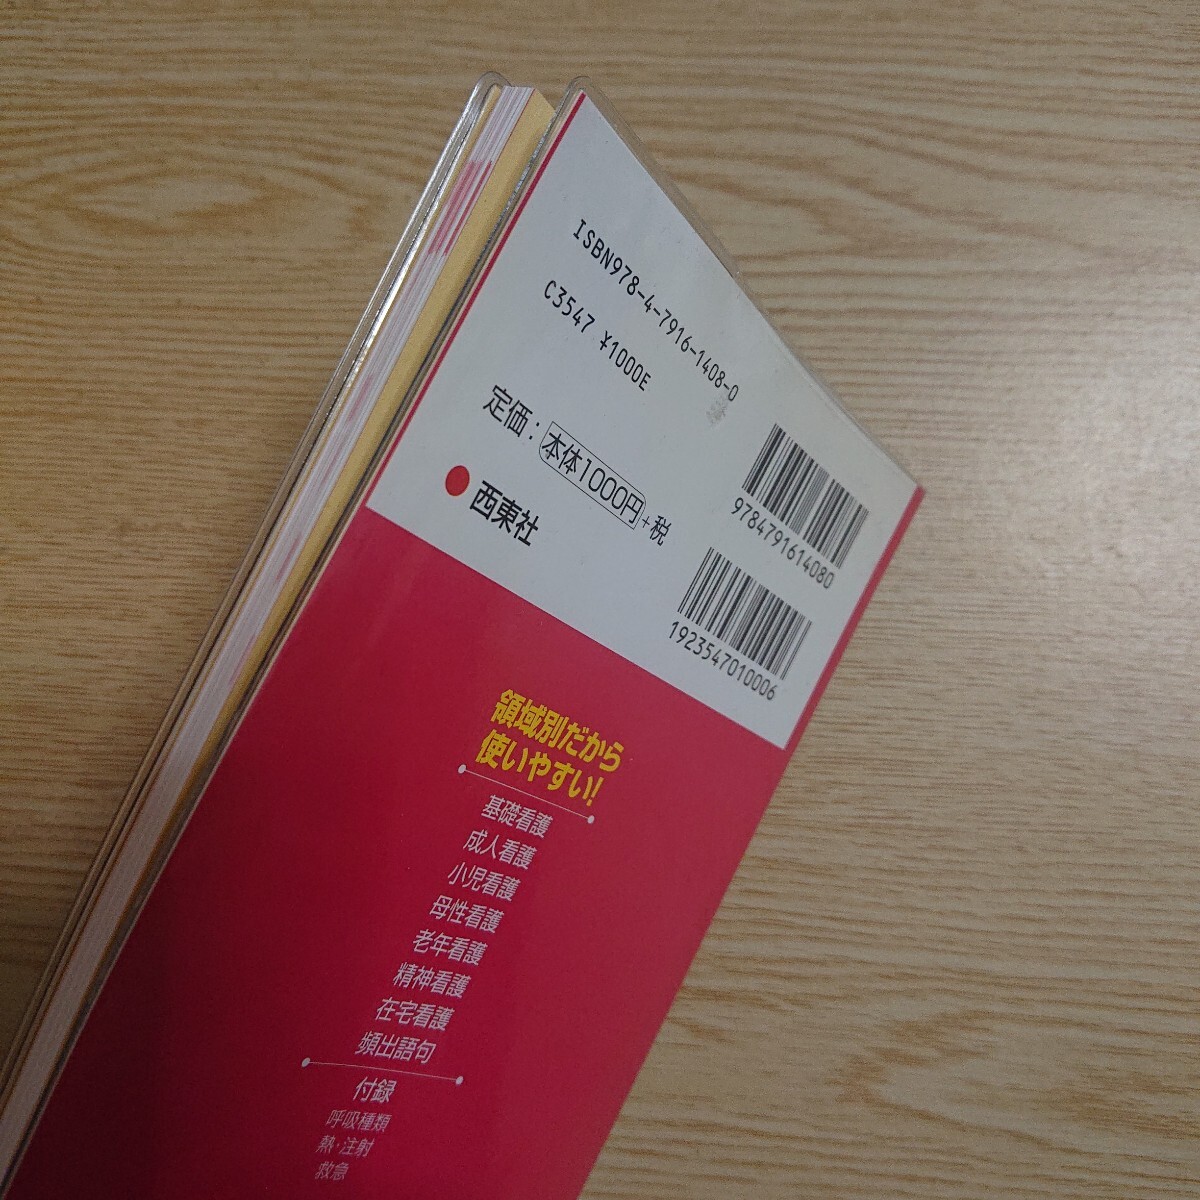 ISBN978-4-7916-1408-0
C3547 ¥1000E
定価：本体1000円+税
西東社
9784791614080
1923547010006
領域別だから
使いやすい!
基礎看護
成人看護
小児看護
母性看護
老年看護
精神看護
在宅看護
頻出語句
付録
呼吸種類
熱・注射
救急